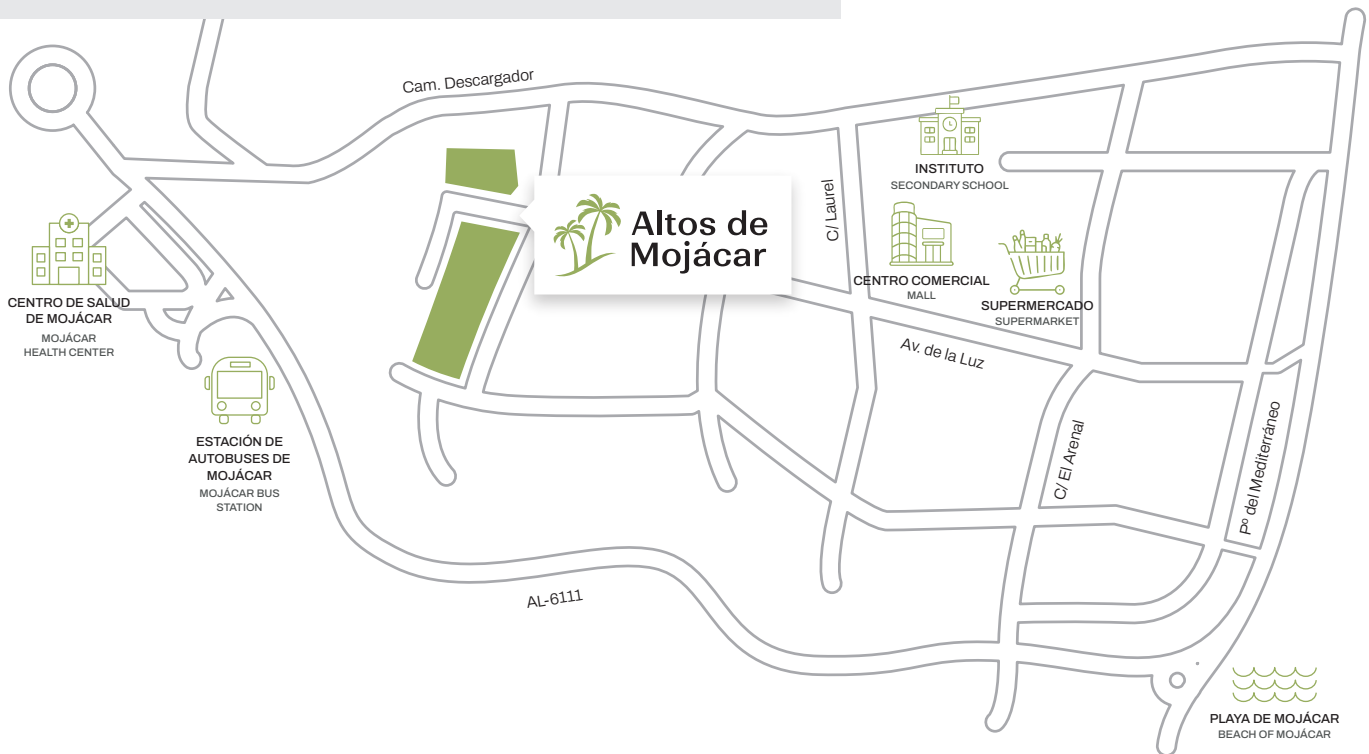 Cam. Descargador
INSTITUTO
SECONDARY SCHOOL
C/ Laurel
Altos de
Mojácar
CENTRO COMERCIAL
MALL
SUPERMERCADO
SUPERMARKET
CENTRO DE SALUD
DE MOJÁCAR
MOJÁCAR
HEALTH CENTER
Av. de la Luz
ESTACIÓN DE
AUTOBUSES DE
MOJÁCAR
MOJÁCAR BUS
STATION
C/ El Arenal
Pº del Mediterráneo
AL-6111
PLAYA DE MOJÁCAR
BEACH OF MOJÁCAR